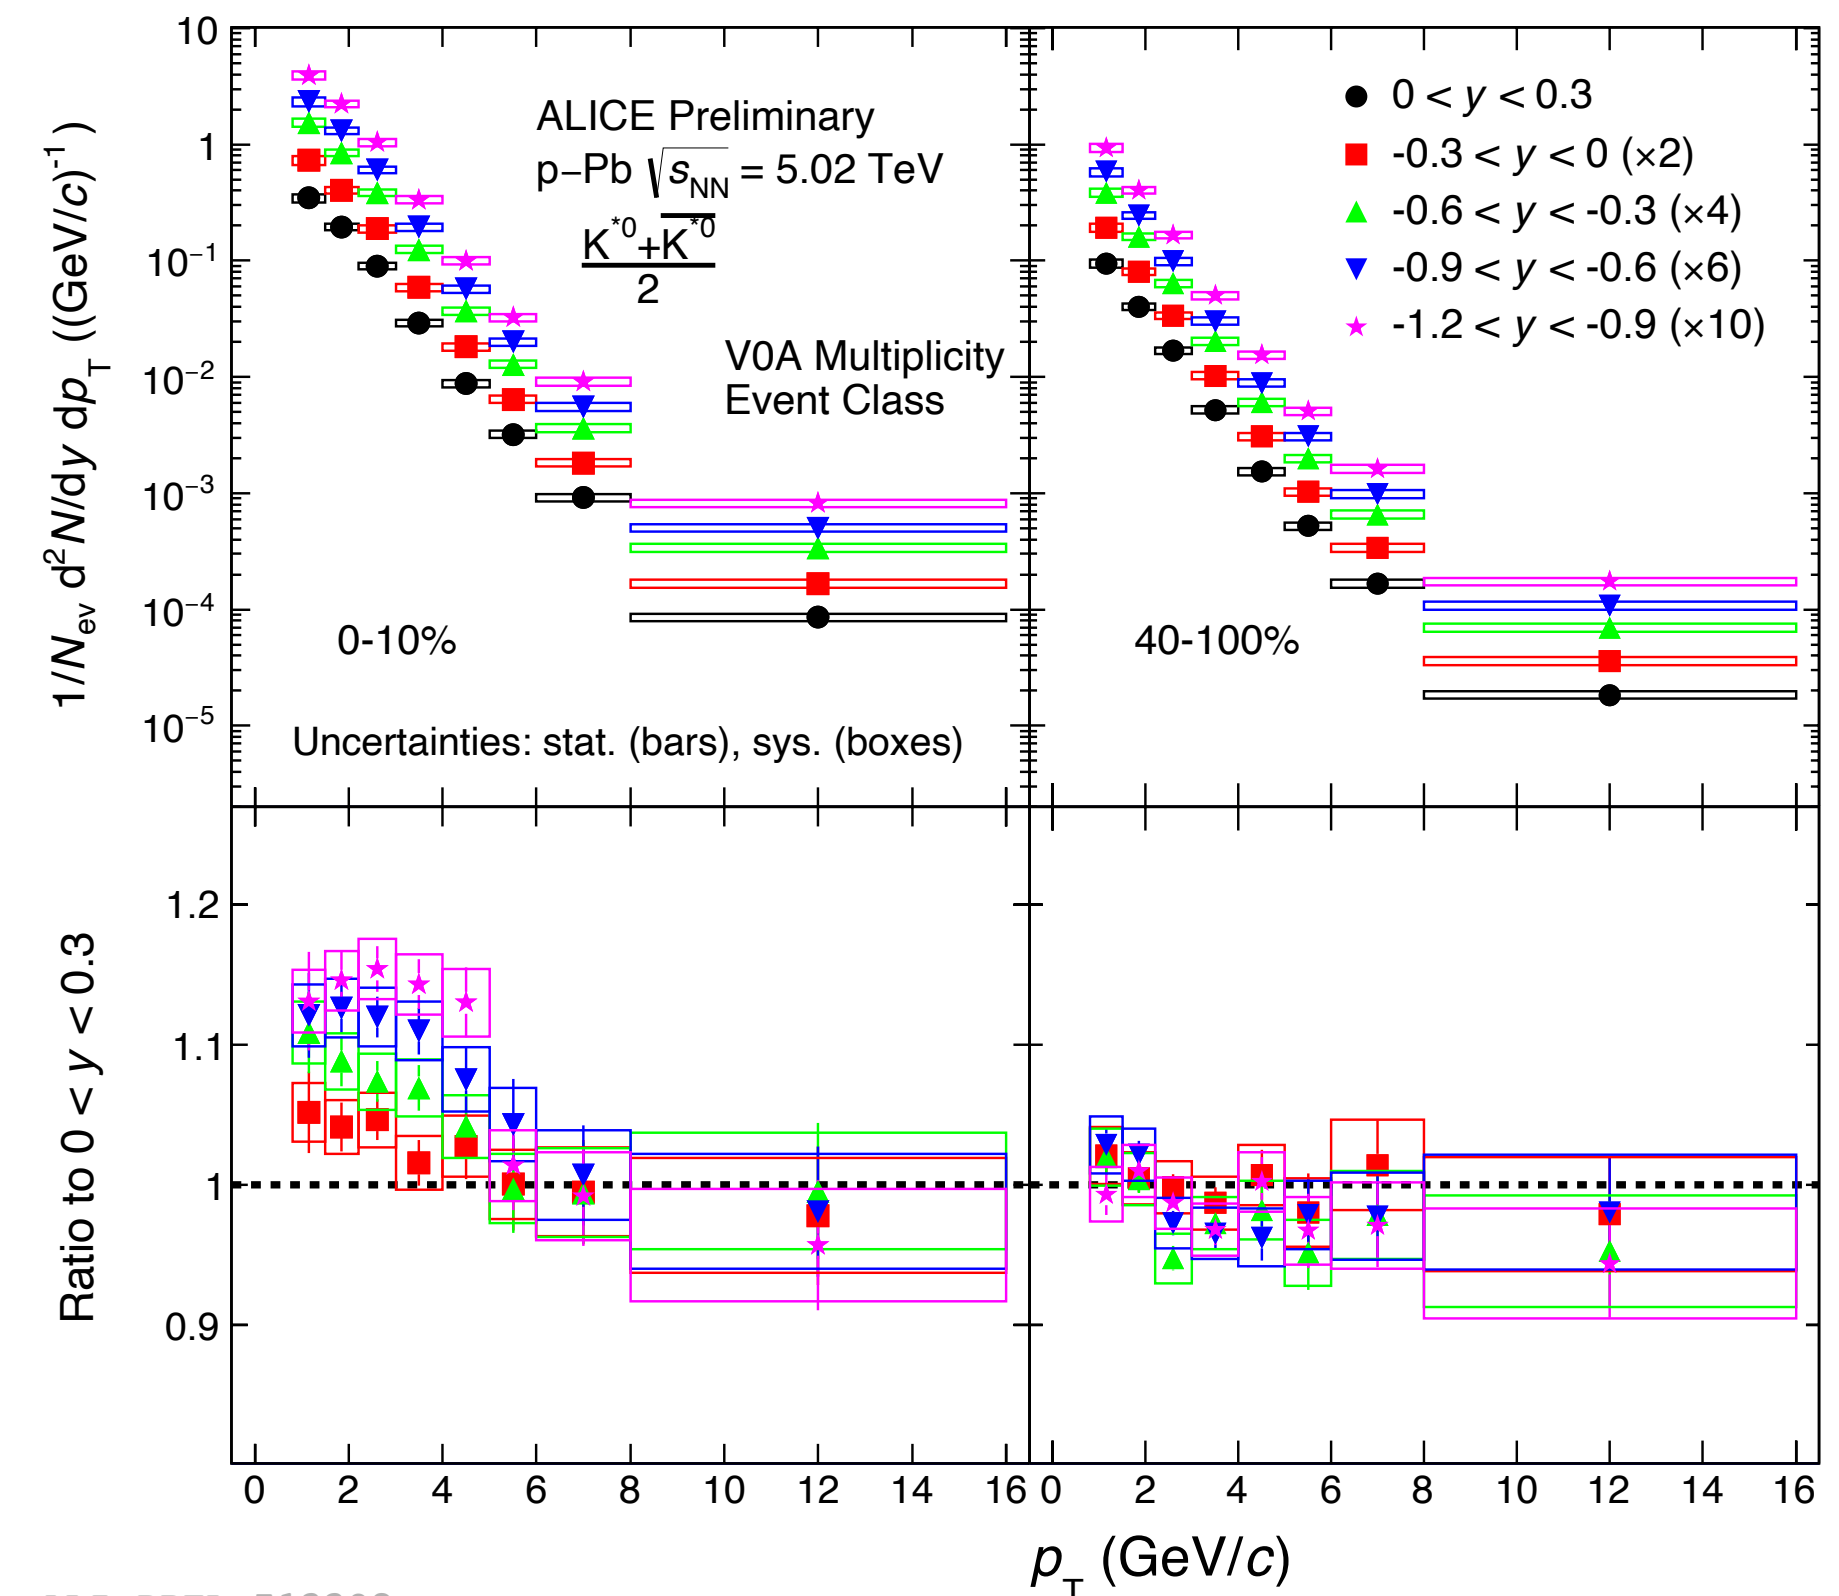 10
1
10⁻¹
10⁻²
10⁻³
10⁻⁴
10⁻⁵
1/N_ev d²N/dy dp_T ((GeV/c)⁻¹)
ALICE Preliminary
p−Pb √s_NN = 5.02 TeV
K*⁰+K̅*⁰
2
V0A Multiplicity
Event Class
0-10%
Uncertainties: stat. (bars), sys. (boxes)
0 < y < 0.3
-0.3 < y < 0 (×2)
-0.6 < y < -0.3 (×4)
-0.9 < y < -0.6 (×6)
-1.2 < y < -0.9 (×10)
40-100%
1.2
1.1
1
0.9
Ratio to 0 < y < 0.3
0 2 4 6 8 10 12 14 16 0 2 4 6 8 10 12 14 16
p_T (GeV/c)